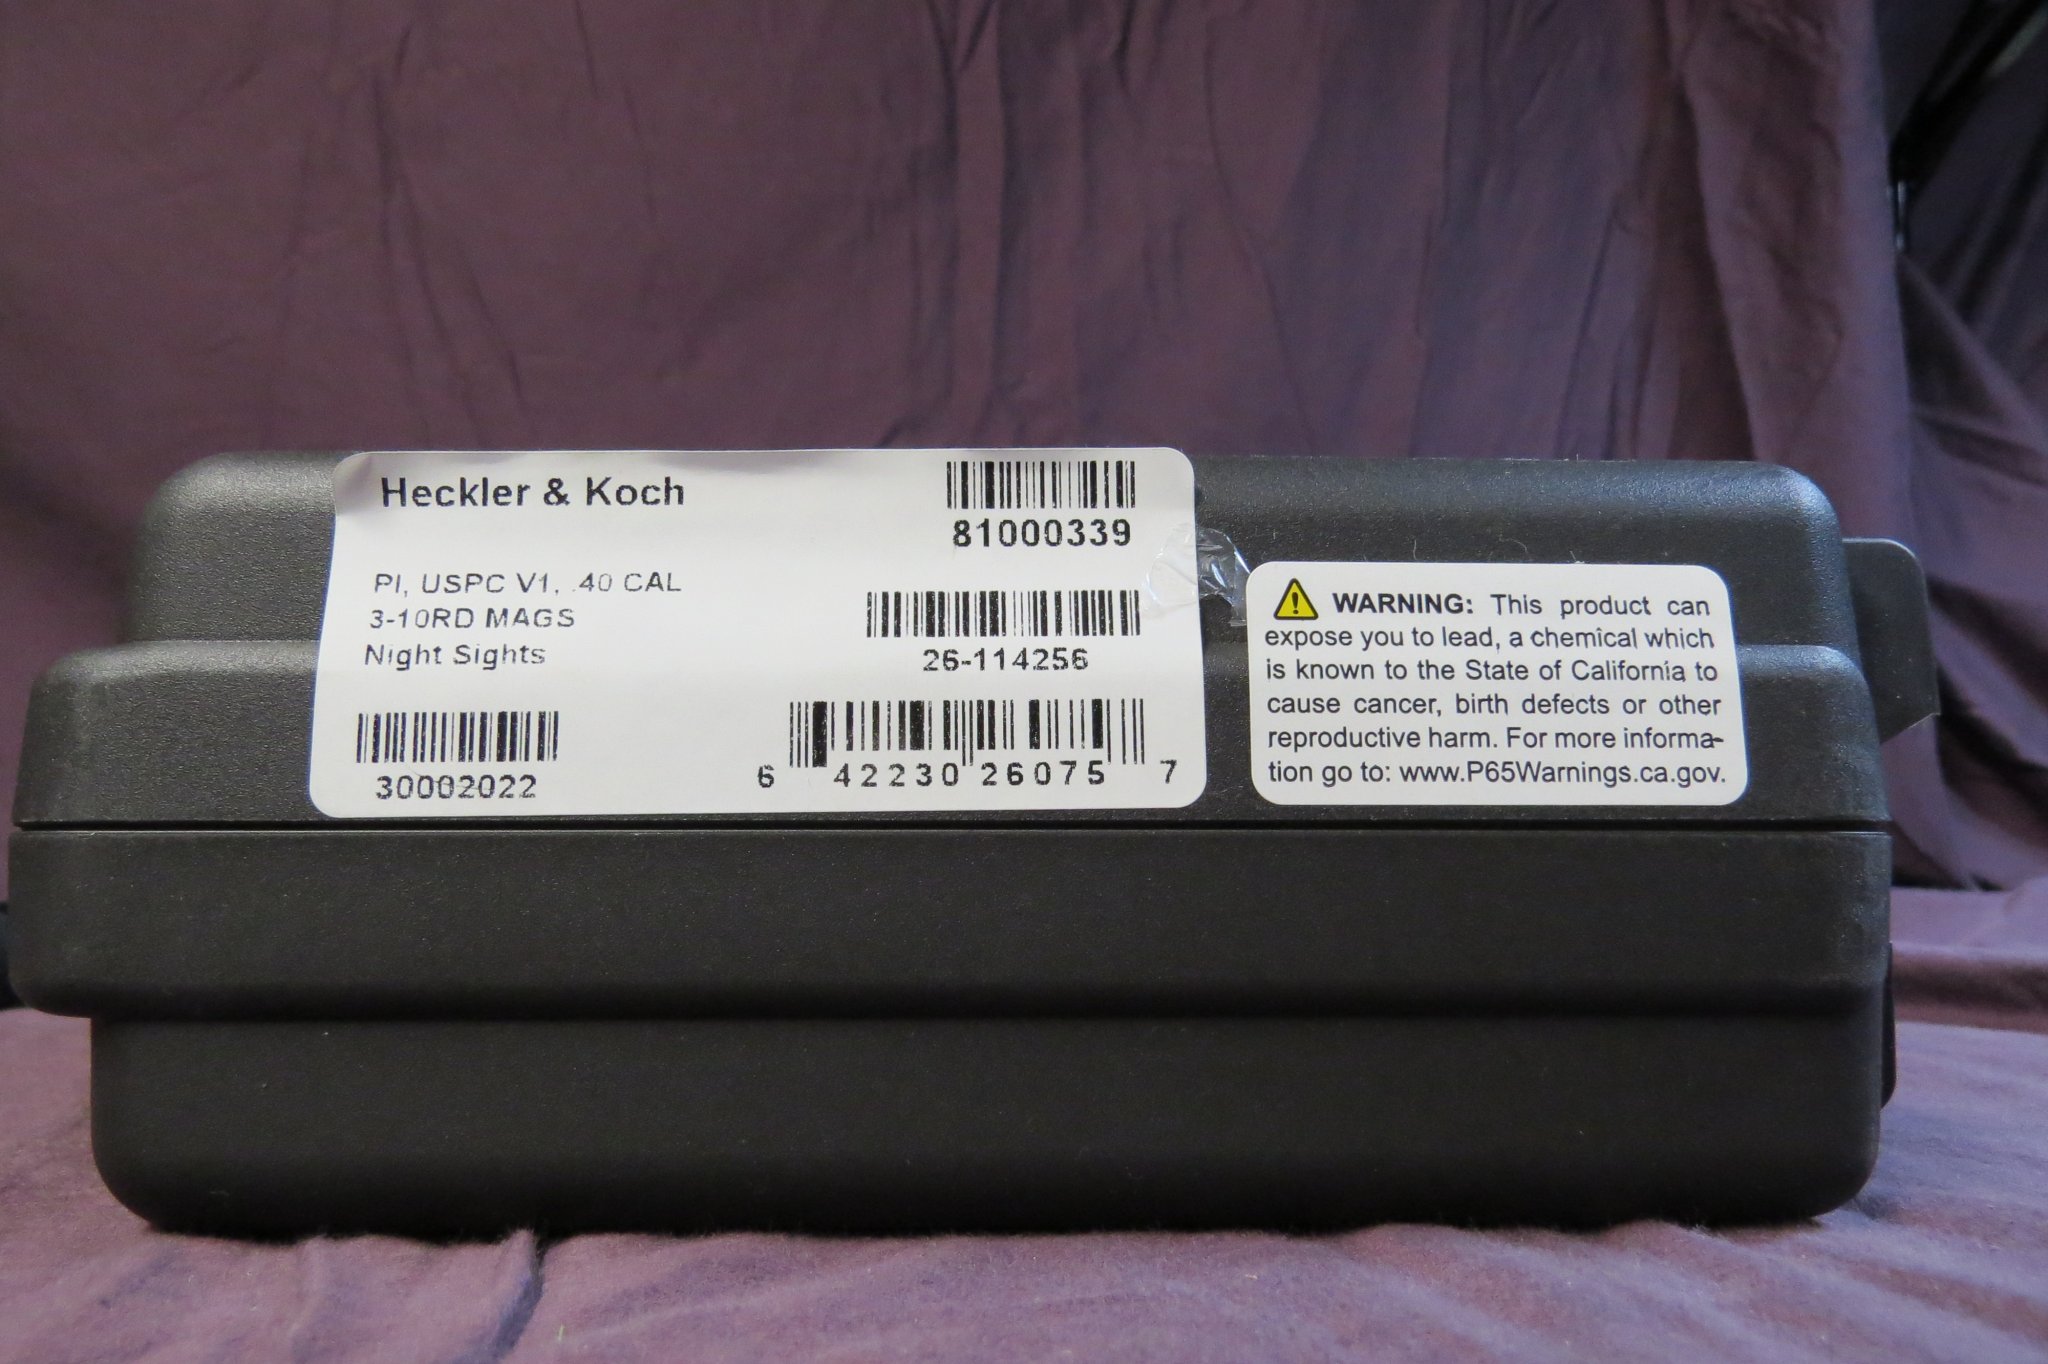 Heckler & Koch
81000339
PI, USPC V1, .40 CAL
3-10RD MAGS
Night Sights
26-114256
30002022
6 42230 26075 7
WARNING: This product can
expose you to lead, a chemical which
is known to the State of California to
cause cancer, birth defects or other
reproductive harm. For more informa-
tion go to: www.P65Warnings.ca.gov.